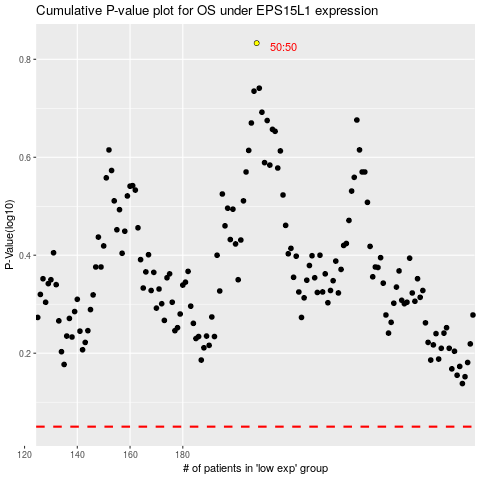 Cumulative P-value plot for OS under EPS15L1 expression
50:50
0.8
0.6
0.4
0.2
P-Value(log10)
120 140 160 180
# of patients in 'low exp' group